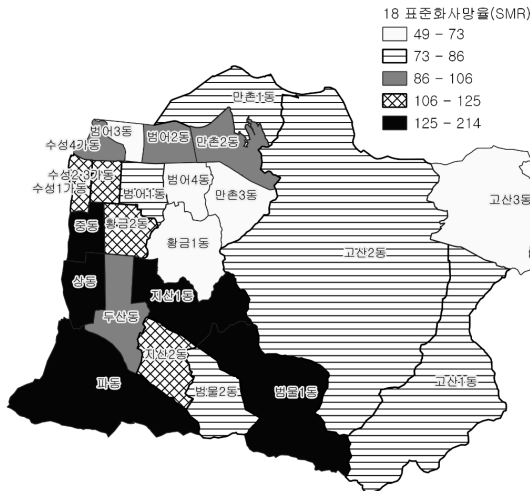 18 표준화사망율(SMR)
49 - 73
73 - 86
86 - 106
106 - 125
125 - 214
만촌1동
범어3동
범어2동
만촌2동
수성4가동
수성2·3가동
수성1가동
범어1동
범어4동
만촌3동
고산3동
중동
황금2동
황금1동
고산2동
상동
지산1동
두산동
지산2동
파동
범물2동
범물1동
고산1동